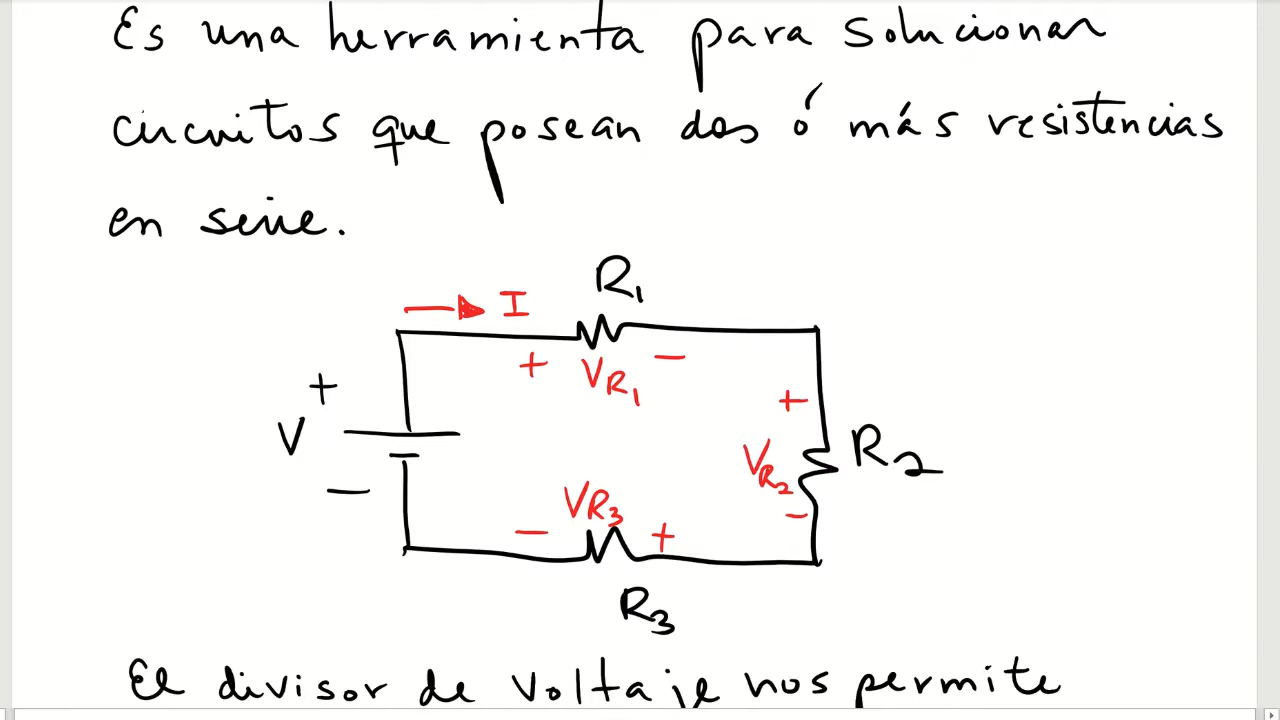 Es una herramienta para solucionar
circuitos que posean dos ó más resistencias
en serie.
R1
I
+ VR1 −
+
+
V
R2
VR2
−
VR3
−
− +
R3
El divisor de voltaje nos permite